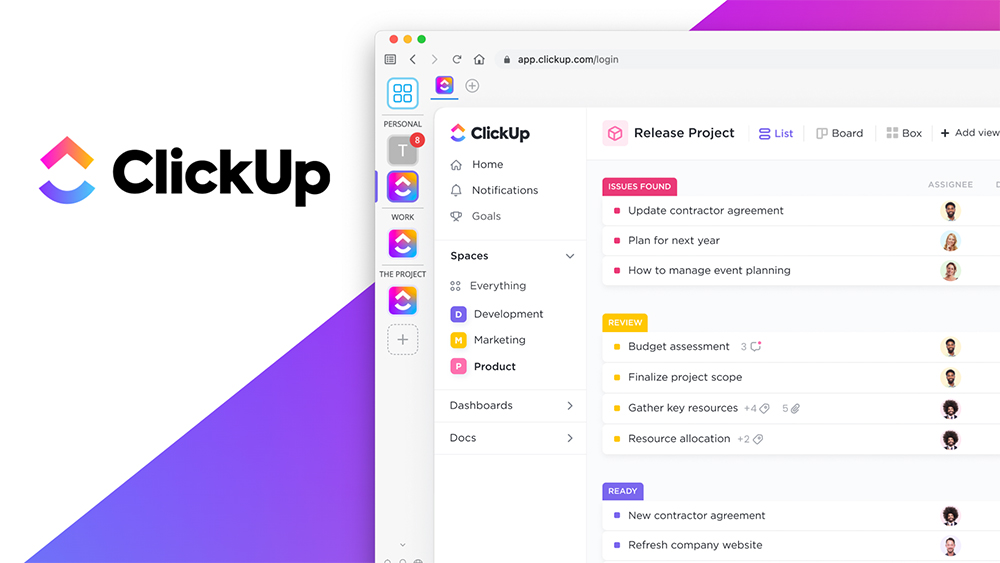 ClickUp
app.clickup.com/login
PERSONAL
T
8
WORK
THE PROJECT
ClickUp
Home
Notifications
Goals
Spaces
Everything
D Development
M Marketing
P Product
Dashboards
Docs
Release Project
List
Board
Box
+ Add view
ISSUES FOUND
ASSIGNEE
D
Update contractor agreement
Plan for next year
How to manage event planning
REVIEW
Budget assessment 3
Finalize project scope
Gather key resources +4 5
Resource allocation +2
READY
New contractor agreement
Refresh company website